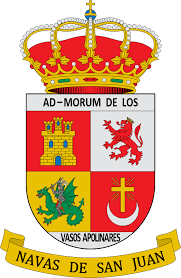 AD-MORUM DE LOS
VASOS APOLINARES
NAVAS DE SAN JUAN